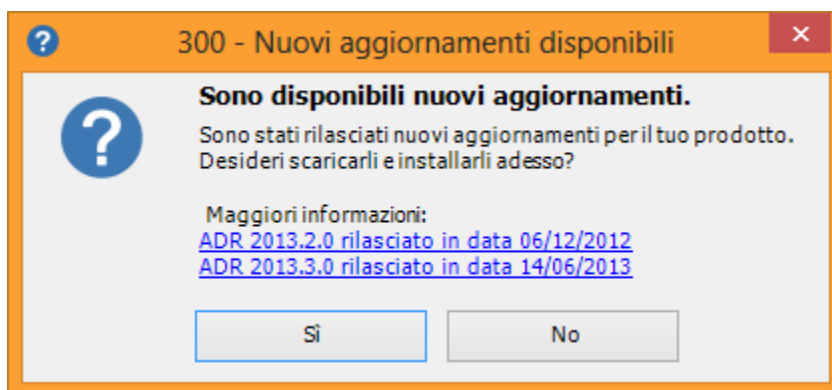 300 - Nuovi aggiornamenti disponibili
Sono disponibili nuovi aggiornamenti.
Sono stati rilasciati nuovi aggiornamenti per il tuo prodotto.
Desideri scaricarli e installarli adesso?
Maggiori informazioni:
ADR 2013.2.0 rilasciato in data 06/12/2012
ADR 2013.3.0 rilasciato in data 14/06/2013
Sì
No